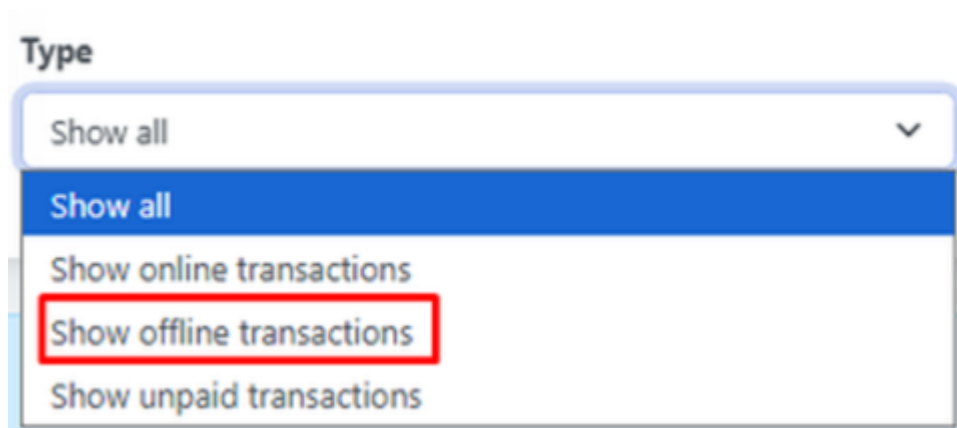 Type
Show all
Show all
Show online transactions
Show offline transactions
Show unpaid transactions